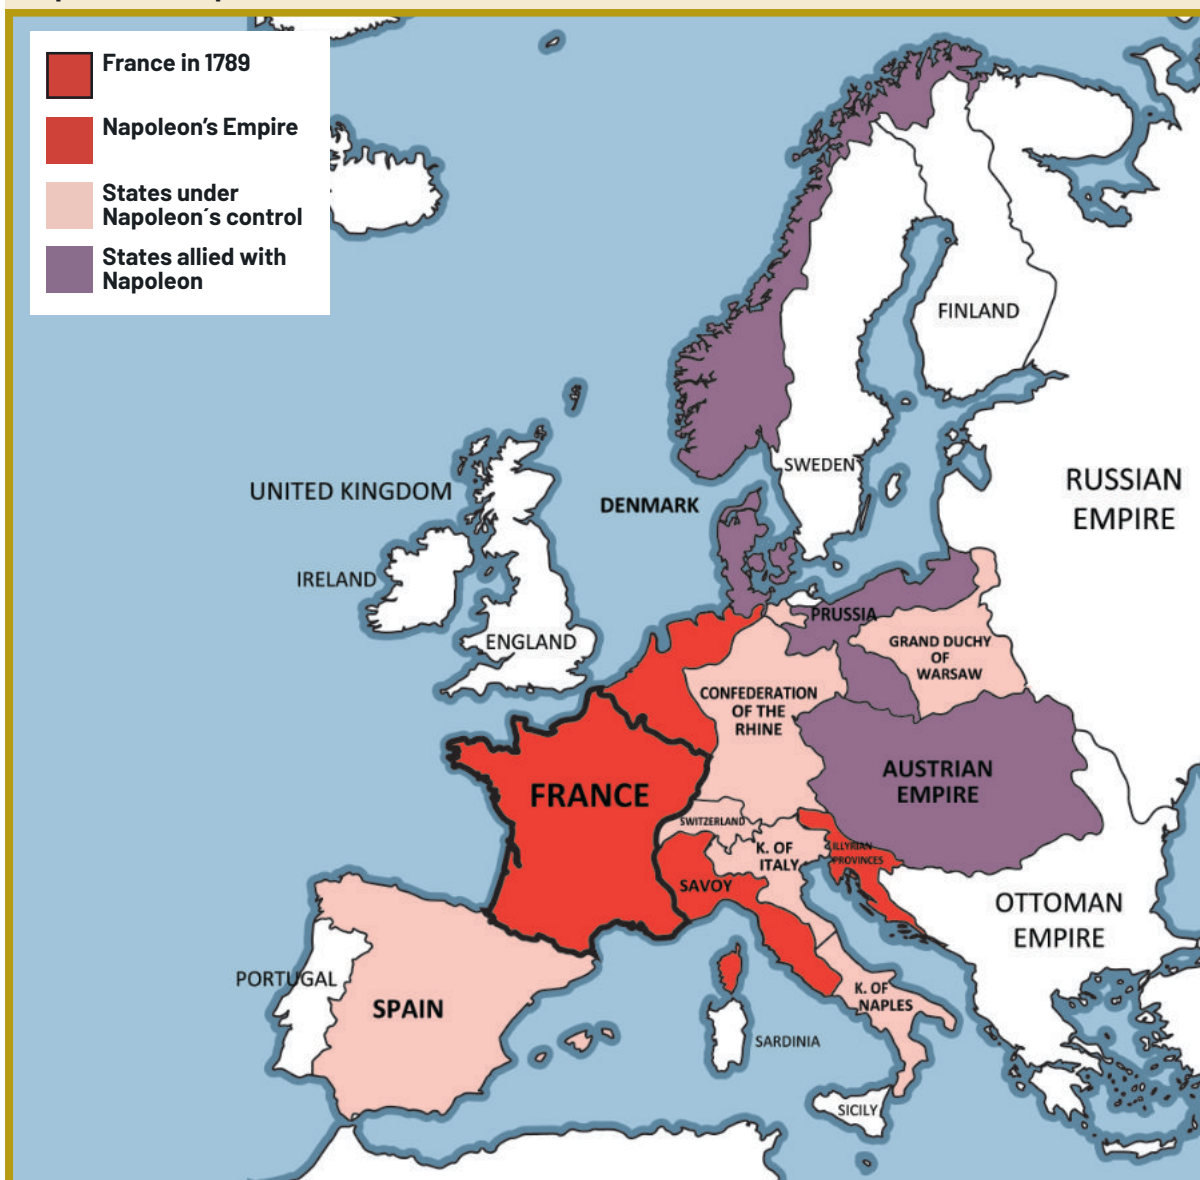 France in 1789
Napoleon’s Empire
States under
Napoleon´s control
States allied with
Napoleon
FINLAND
SWEDEN
RUSSIAN
EMPIRE
UNITED KINGDOM
DENMARK
IRELAND
ENGLAND
PRUSSIA
GRAND DUCHY
OF
WARSAW
CONFEDERATION
OF THE
RHINE
AUSTRIAN
EMPIRE
FRANCE
SWITZERLAND
K. OF
ITALY
ILLYRIAN
PROVINCES
SAVOY
OTTOMAN
EMPIRE
PORTUGAL
SPAIN
K. OF
NAPLES
SARDINIA
SICILY